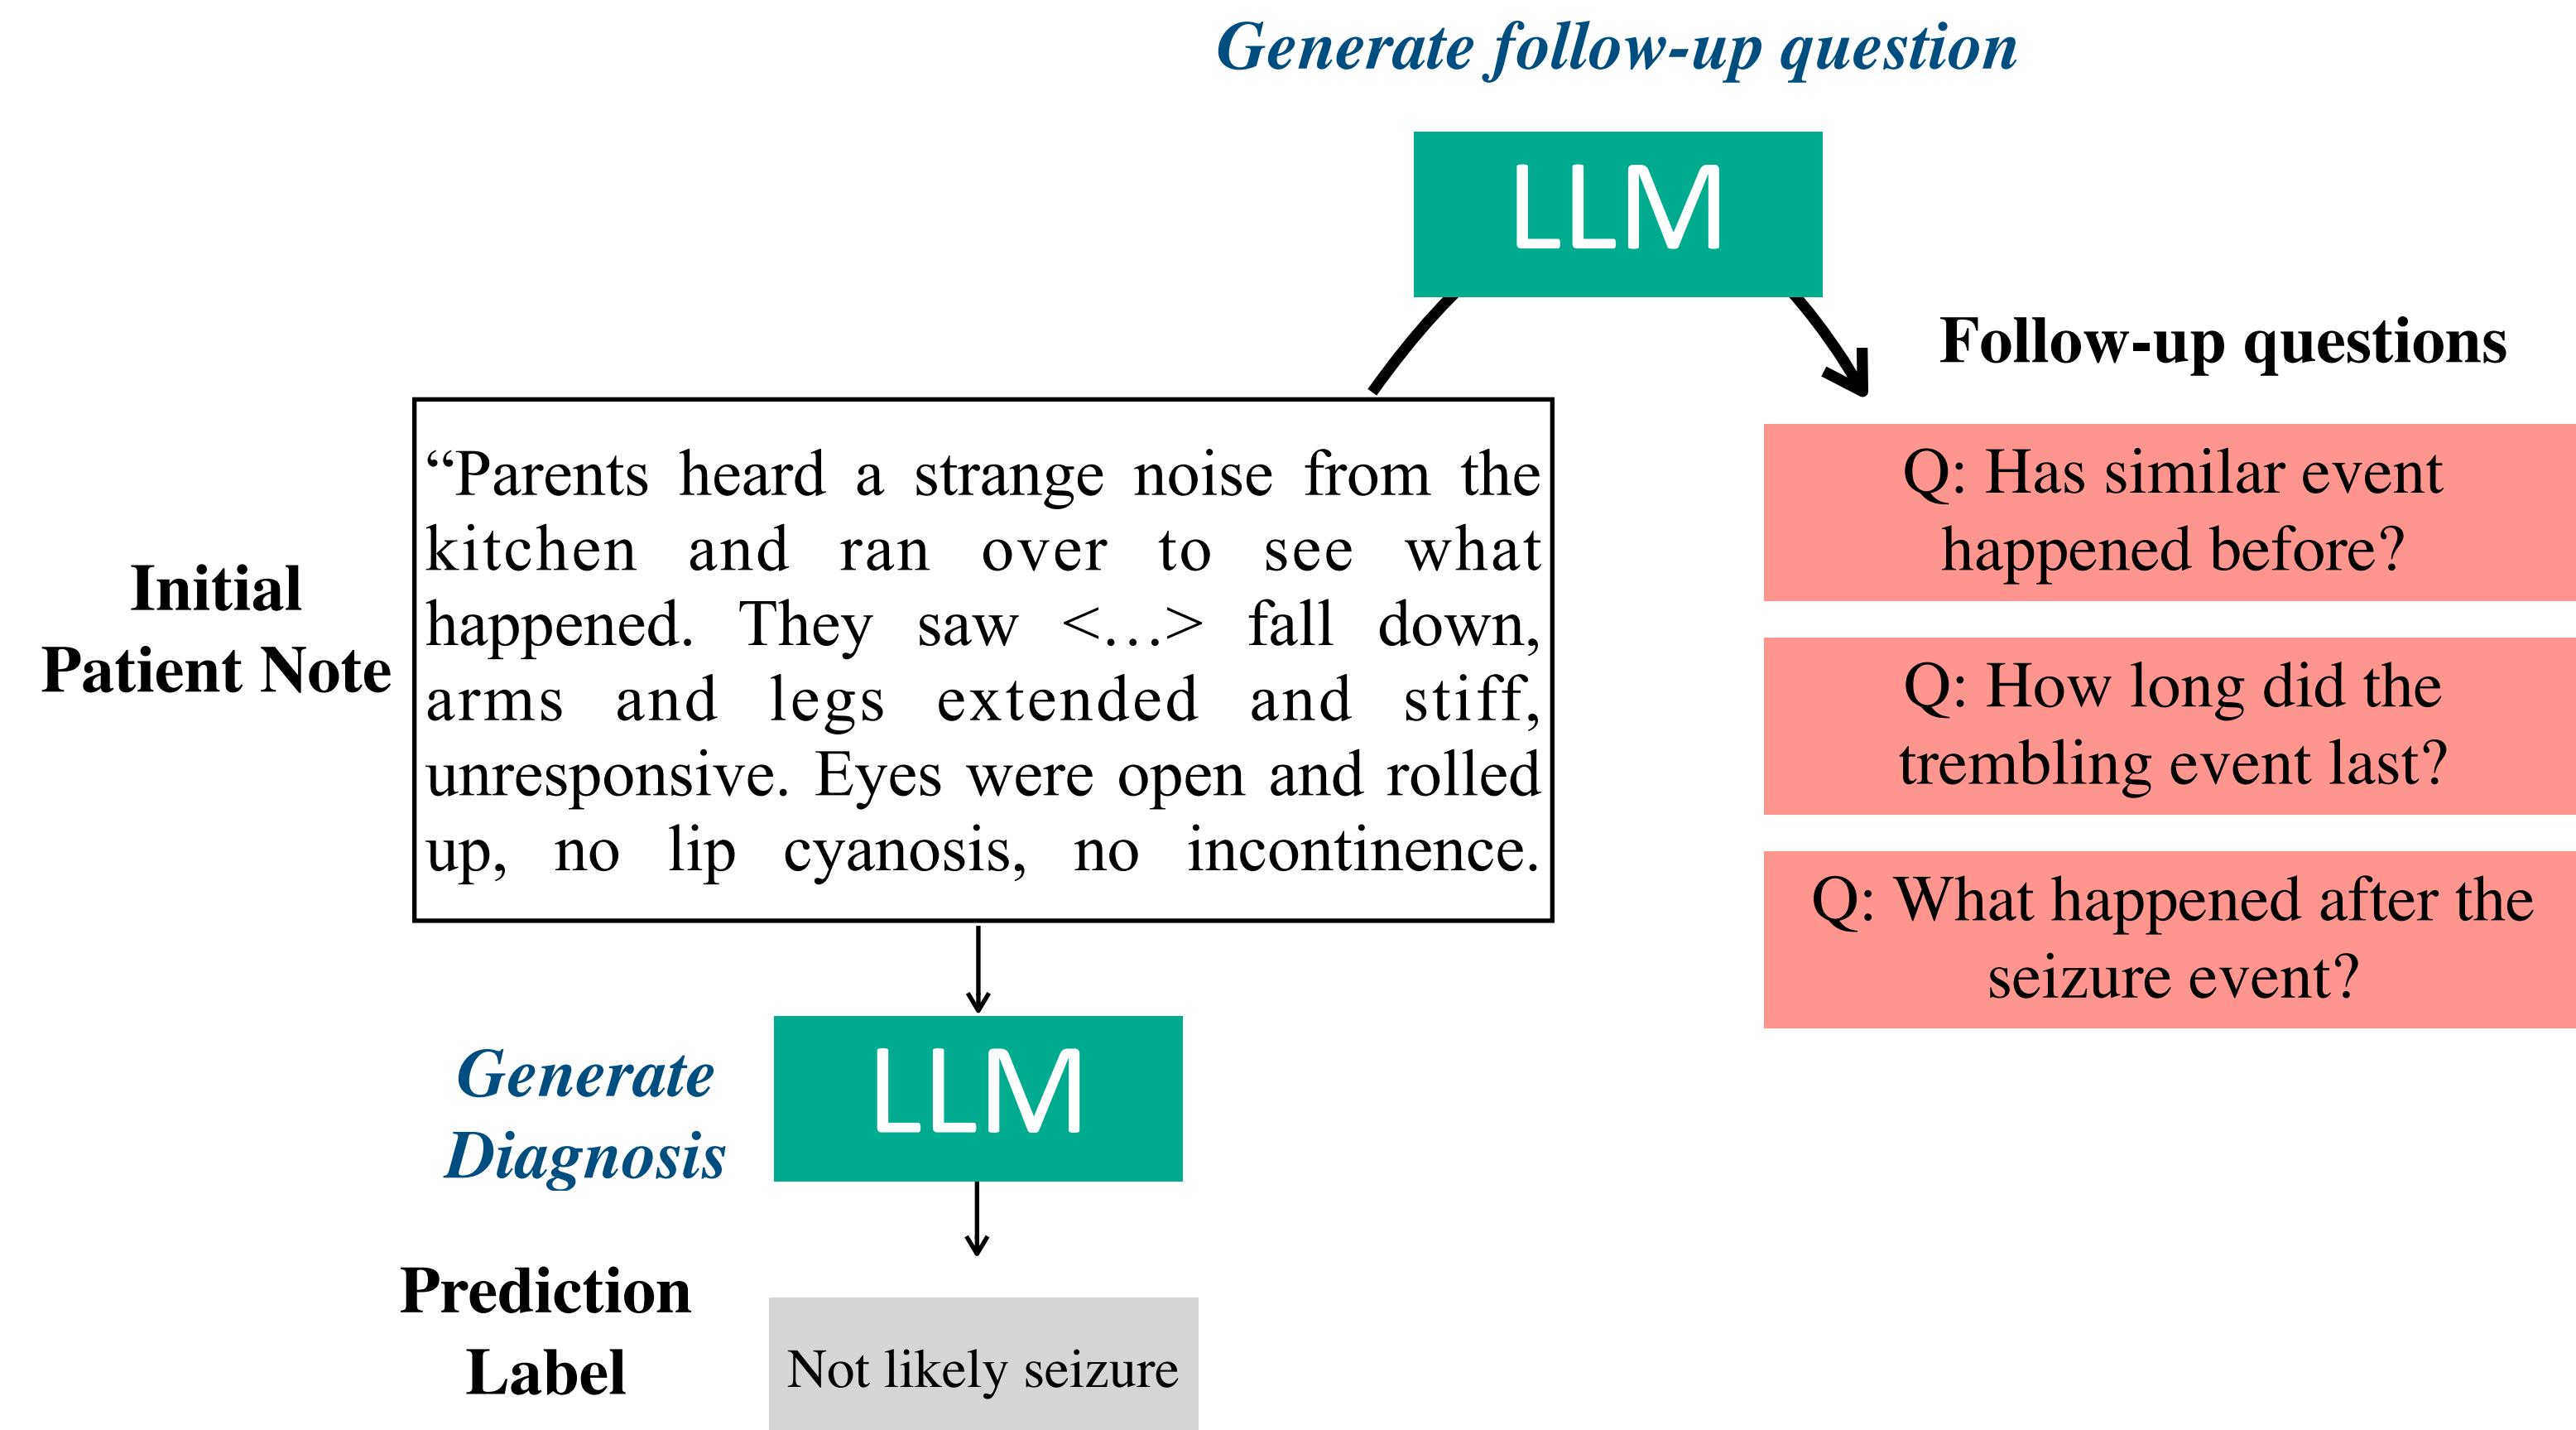 Generate follow-up question
LLM
Follow-up questions
Initial
Patient Note
“Parents heard a strange noise from the
kitchen and ran over to see what
happened. They saw <...> fall down,
arms and legs extended and stiff,
unresponsive. Eyes were open and rolled
up, no lip cyanosis, no incontinence.
Q: Has similar event
happened before?
Q: How long did the
trembling event last?
Q: What happened after the
seizure event?
Generate
Diagnosis
LLM
Prediction
Label
Not likely seizure